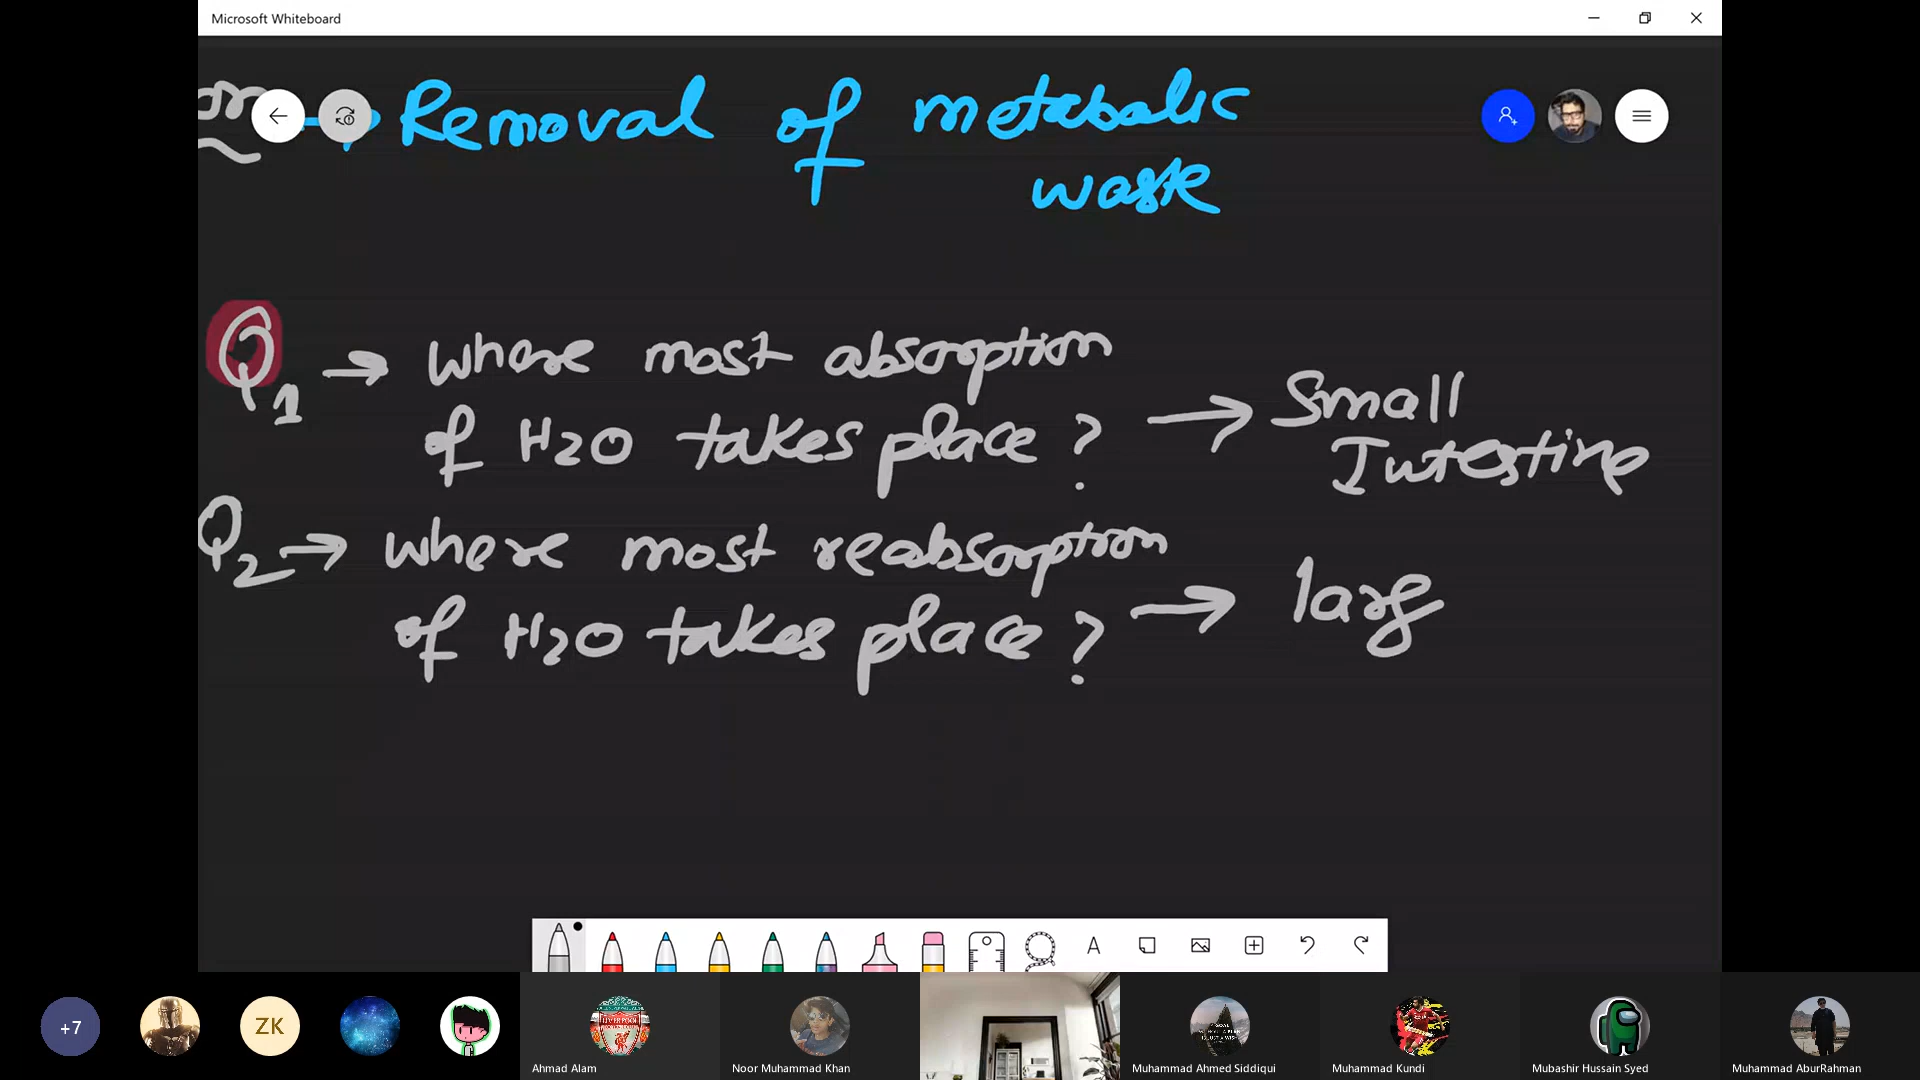 Microsoft Whiteboard
or → Removal of metabolic
waste
Q1 → where most absorption
of H2O takes place ? → Small
Intestine
Q2 → where most reabsorption
of H2O takes place ? → larg
A
+7
ZK
Ahmad Alam
Noor Muhammad Khan
Muhammad Ahmed Siddiqui
Muhammad Kundi
Mubashir Hussain Syed
Muhammad AburRahman